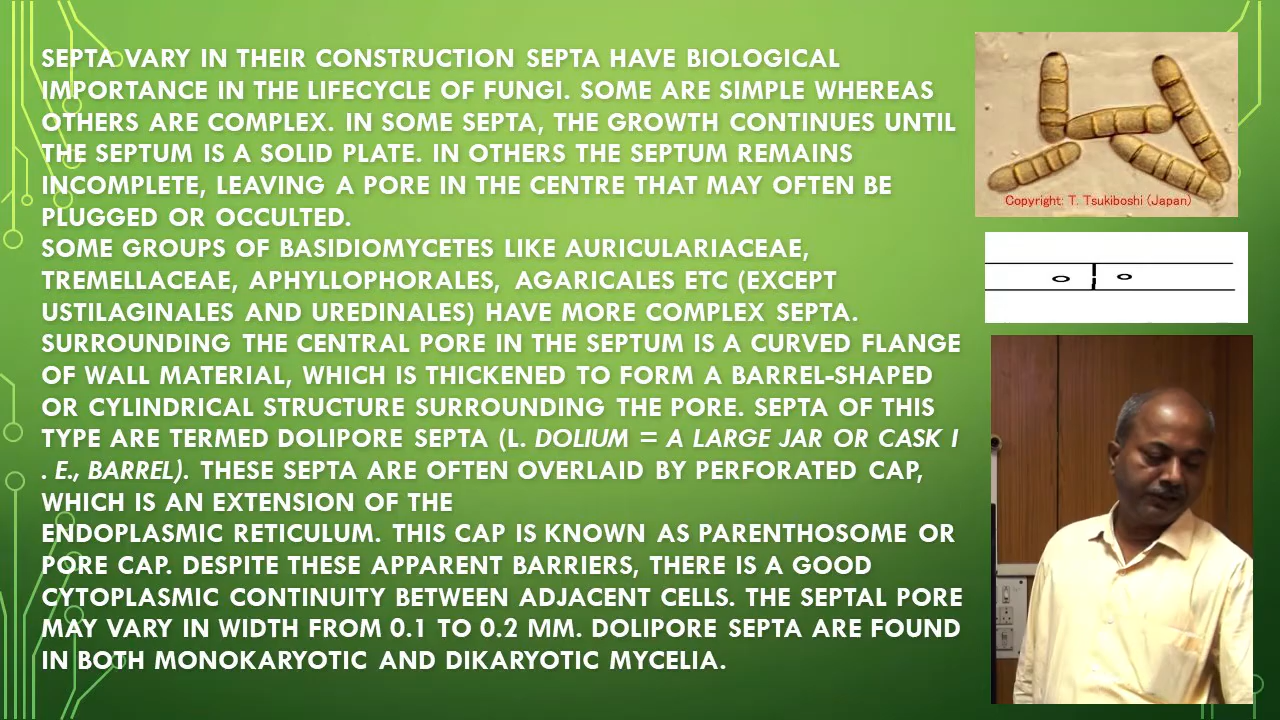 SEPTA VARY IN THEIR CONSTRUCTION SEPTA HAVE BIOLOGICAL
IMPORTANCE IN THE LIFECYCLE OF FUNGI. SOME ARE SIMPLE WHEREAS
OTHERS ARE COMPLEX. IN SOME SEPTA, THE GROWTH CONTINUES UNTIL
THE SEPTUM IS A SOLID PLATE. IN OTHERS THE SEPTUM REMAINS
INCOMPLETE, LEAVING A PORE IN THE CENTRE THAT MAY OFTEN BE
PLUGGED OR OCCULTED.
SOME GROUPS OF BASIDIOMYCETES LIKE AURICULARIACEAE,
TREMELLACEAE, APHYLLOPHORALES, AGARICALES ETC (EXCEPT
USTILAGINALES AND UREDINALES) HAVE MORE COMPLEX SEPTA.
SURROUNDING THE CENTRAL PORE IN THE SEPTUM IS A CURVED FLANGE
OF WALL MATERIAL, WHICH IS THICKENED TO FORM A BARREL-SHAPED
OR CYLINDRICAL STRUCTURE SURROUNDING THE PORE. SEPTA OF THIS
TYPE ARE TERMED DOLIPORE SEPTA (L. DOLIUM = A LARGE JAR OR CASK I
. E., BARREL). THESE SEPTA ARE OFTEN OVERLAID BY PERFORATED CAP,
WHICH IS AN EXTENSION OF THE
ENDOPLASMIC RETICULUM. THIS CAP IS KNOWN AS PARENTHOSOME OR
PORE CAP. DESPITE THESE APPARENT BARRIERS, THERE IS A GOOD
CYTOPLASMIC CONTINUITY BETWEEN ADJACENT CELLS. THE SEPTAL PORE
MAY VARY IN WIDTH FROM 0.1 TO 0.2 MM. DOLIPORE SEPTA ARE FOUND
IN BOTH MONOKARYOTIC AND DIKARYOTIC MYCELIA.
Copyright: T. Tsukiboshi (Japan)